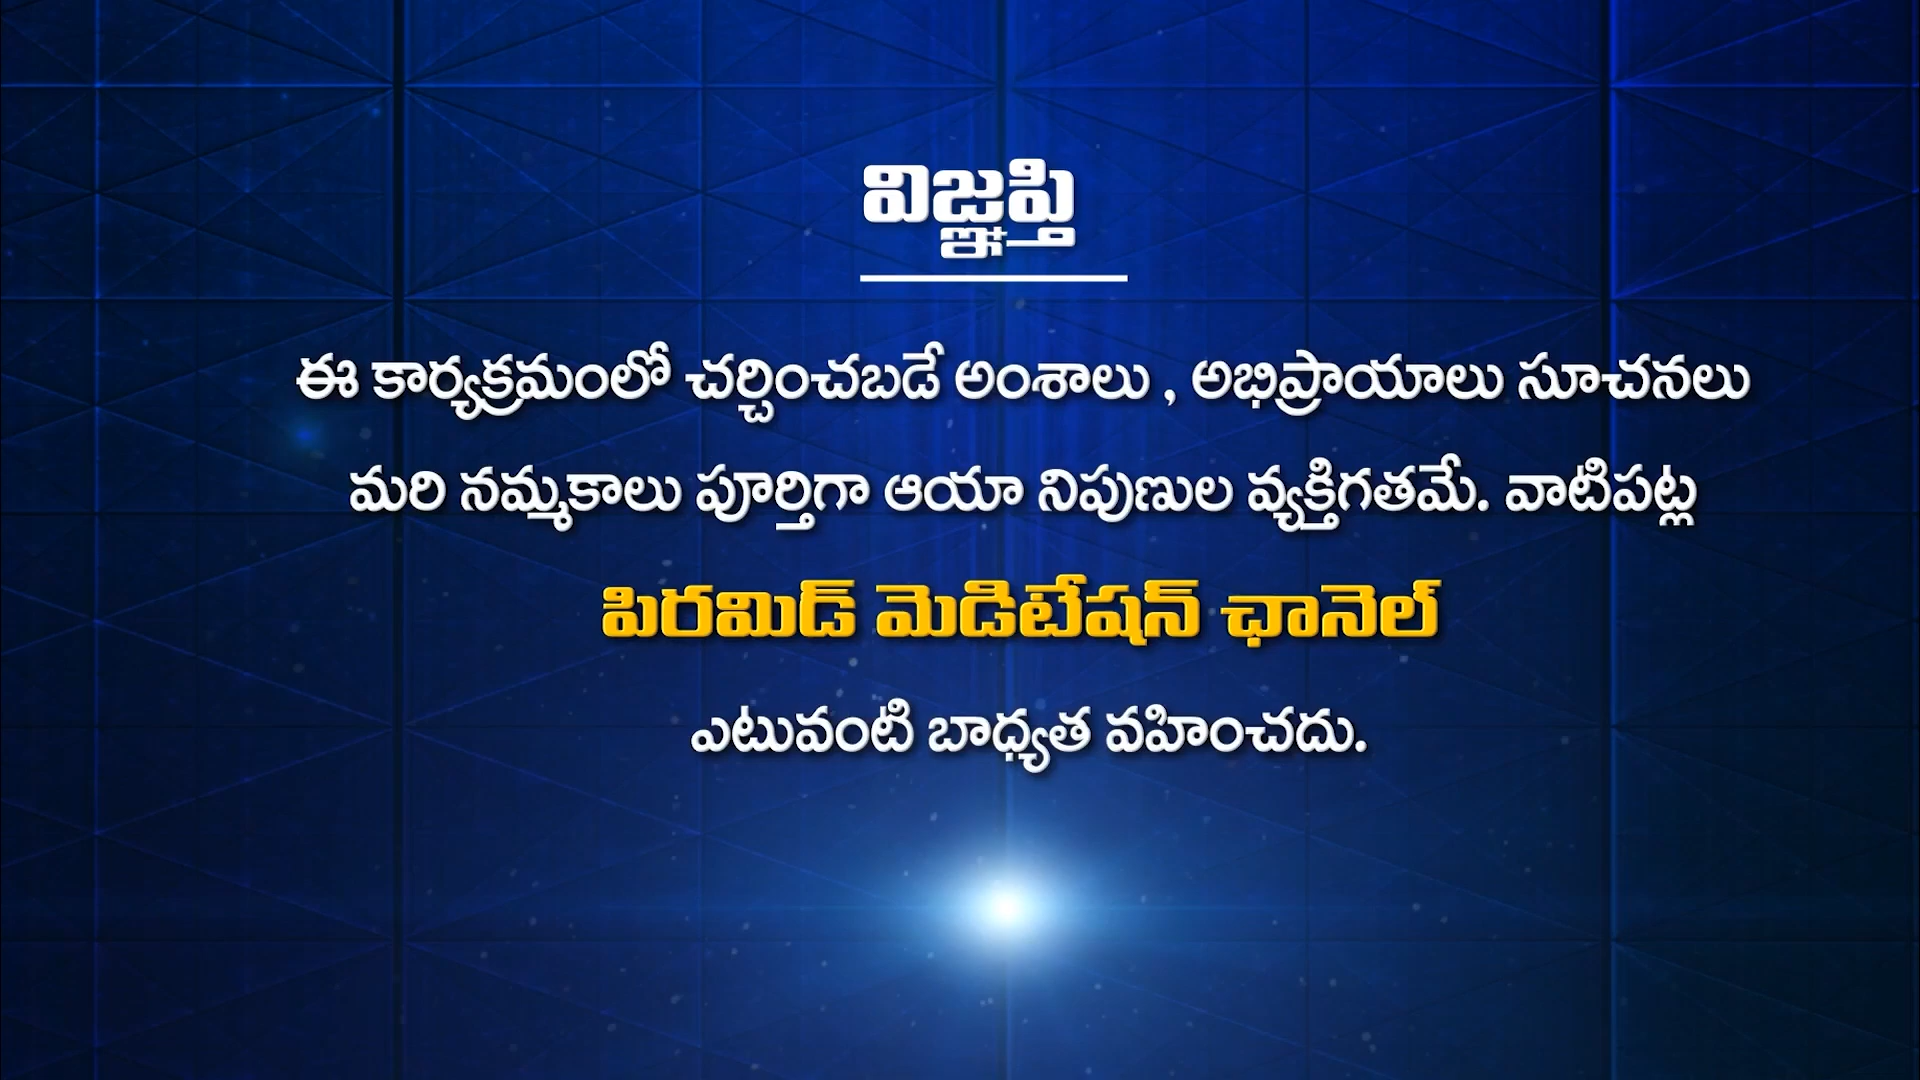 విజ్ఞప్తి
ఈ కార్యక్రమంలో చర్చించబడే అంశాలు , అభిప్రాయాలు సూచనలు
మరి నమ్మకాలు పూర్తిగా ఆయా నిపుణుల వ్యక్తిగతమే. వాటిపట్ల
పిరమిడ్ మెడిటేషన్ ఛానెల్
ఎటువంటి బాధ్యత వహించదు.